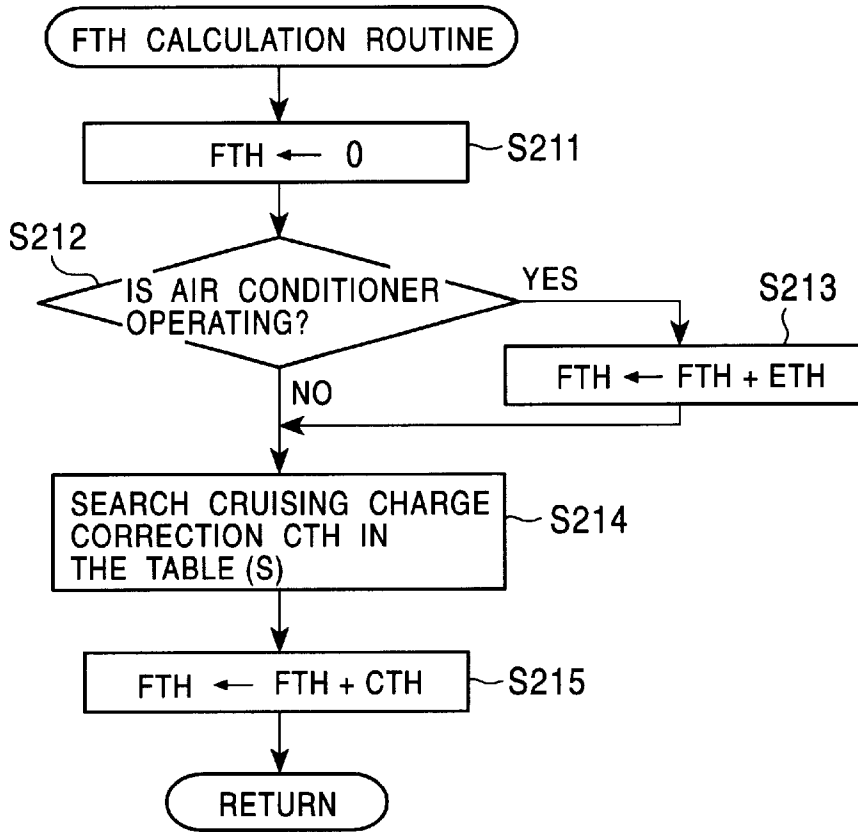 FTH CALCULATION ROUTINE
FTH ← 0
S211
S212
IS AIR CONDITIONER
OPERATING?
YES
S213
FTH ← FTH + ETH
NO
SEARCH CRUISING CHARGE
CORRECTION CTH IN
THE TABLE (S)
S214
FTH ← FTH + CTH
S215
RETURN